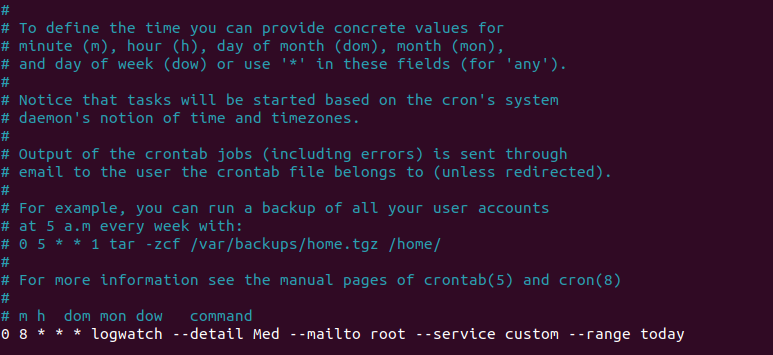 #
# To define the time you can provide concrete values for
# minute (m), hour (h), day of month (dom), month (mon),
# and day of week (dow) or use '*' in these fields (for 'any').
#
# Notice that tasks will be started based on the cron's system
# daemon's notion of time and timezones.
#
# Output of the crontab jobs (including errors) is sent through
# email to the user the crontab file belongs to (unless redirected).
#
# For example, you can run a backup of all your user accounts
# at 5 a.m every week with:
# 0 5 * * 1 tar -zcf /var/backups/home.tgz /home/
#
# For more information see the manual pages of crontab(5) and cron(8)
#
# m h  dom mon dow   command
0 8 * * * logwatch --detail Med --mailto root --service custom --range today